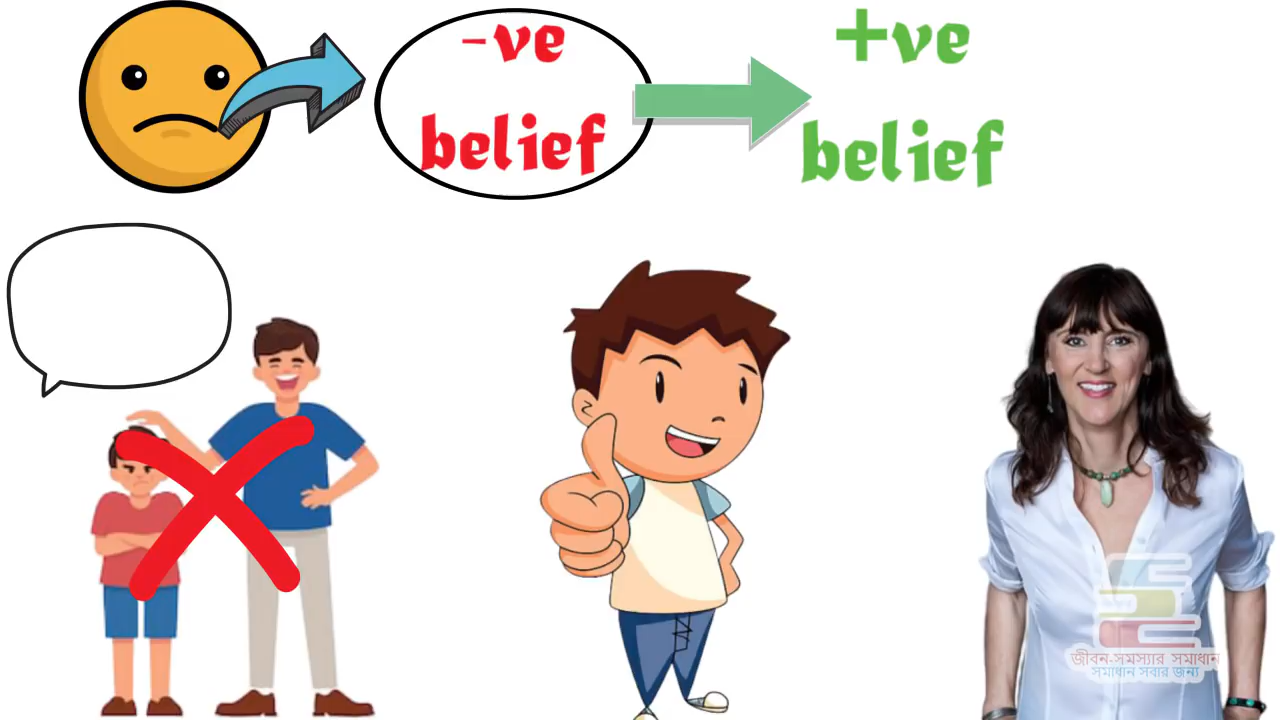 -ve
belief
+ve
belief
জীবন-সমস্যার সমাধান
সমাধান সবার জন্য